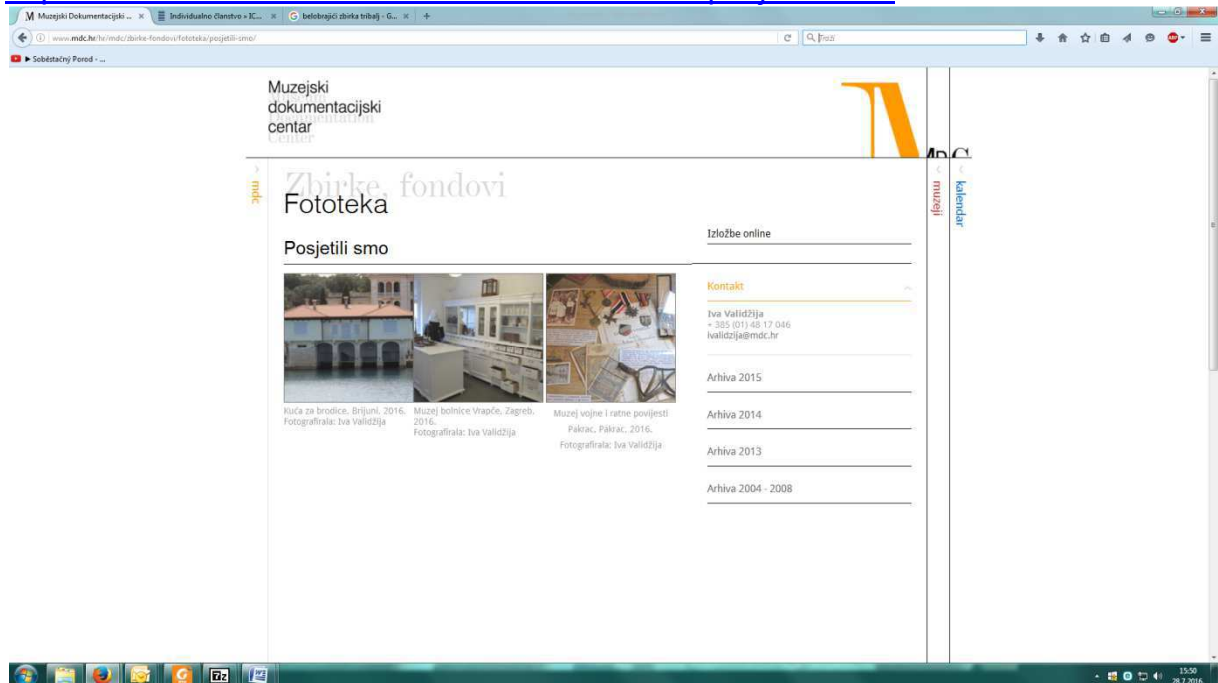 Muzejski Dokumentacijski ...
Individualno članstvo » IC...
belobrajići zbirka tribalj - G...
www.mdc.hr/hr/mdc/zbirke-fondovi/fototeka/posjetili-smo/
Traži
Soběstačný Porod - ...
Muzejski
Museum
dokumentacijski
Documentation
centar
Center
MDC
mdc
muzeji
kalendar
Zbirke, fondovi
Fototeka
Posjetili smo
Izložbe online
Kontakt
Iva Validžija
+ 385 (01) 48 17 046
ivalidzija@mdc.hr
Arhiva 2015
Arhiva 2014
Arhiva 2013
Arhiva 2004 - 2008
Kuća za brodice, Brijuni, 2016.
Fotografirala: Iva Validžija
Muzej bolnice Vrapče, Zagreb,
2016.
Fotografirala: Iva Validžija
Muzej vojne i ratne povijesti
Pakrac, Pakrac, 2016.
Fotografirala: Iva Validžija
15:50
28.7.2016.